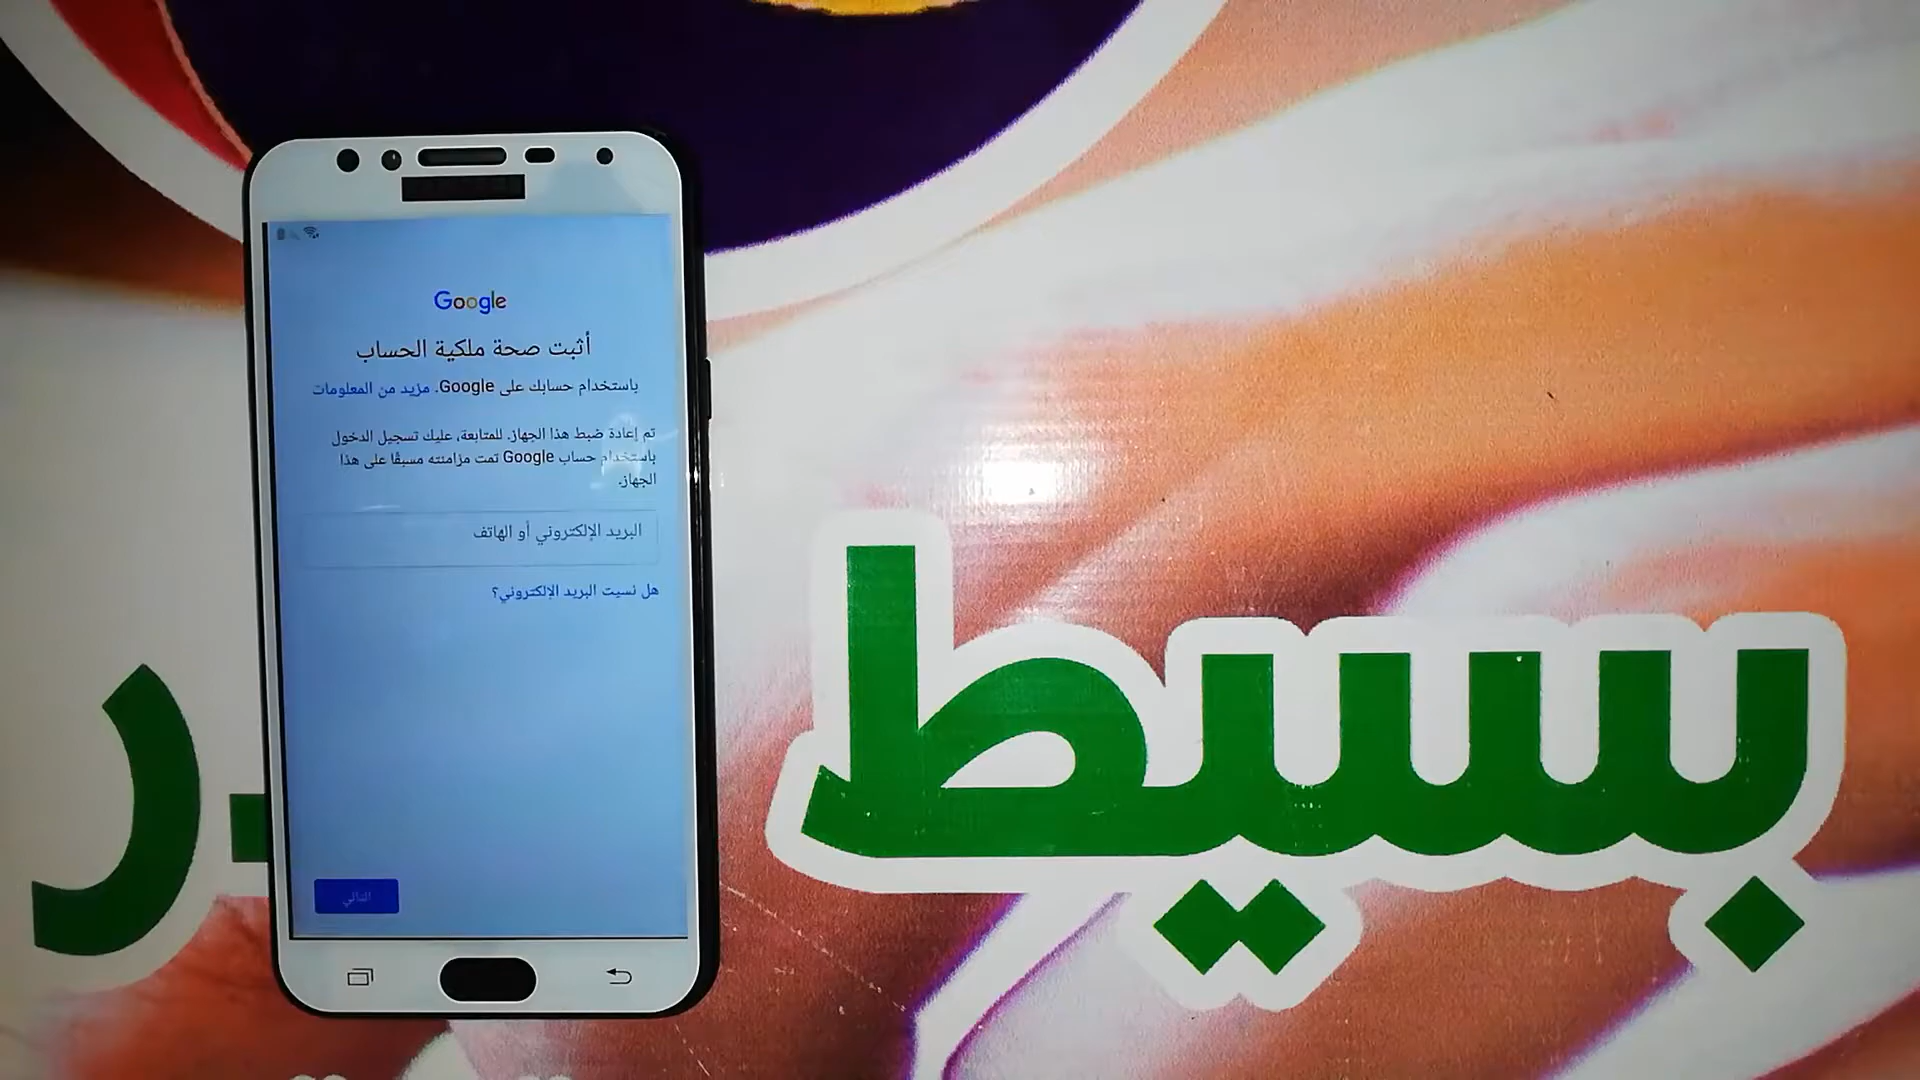 Google
أثبت صحة ملكية الحساب
باستخدام حسابك على Google. مزيد من المعلومات
تم إعادة ضبط هذا الجهاز. للمتابعة، عليك تسجيل الدخول
باستخدام حساب Google تمت مزامنته مسبقًا على هذا
الجهاز.
البريد الإلكتروني أو الهاتف
هل نسيت البريد الإلكتروني؟
التالي
بسيط